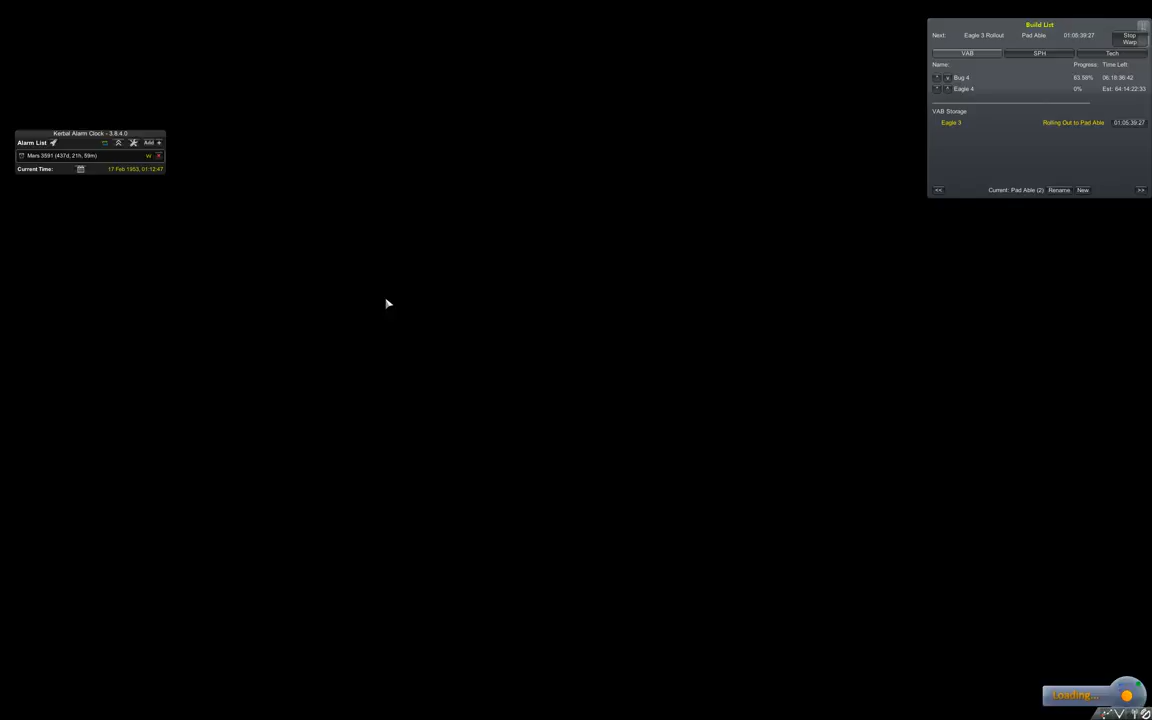 Kerbal Alarm Clock - 3.8.4.0
Alarm List Add +
Mars 3591 (437d, 21h, 59m)
Current Time: 17 Feb 1953, 01:12:47
Build List
Next: Eagle 3 Rollout Pad Able 01:05:39:27 Stop Warp
VAB SPH Tech
Name: Progress: Time Left:
Bug 4 83.58% 06:18:36:42
Eagle 4 0% Est: 64:14:22:33
VAB Storage
Eagle 3 Rolling Out to Pad Able 01:05:39:27
<< Current: Pad Able (2) Rename New >>
Loading...